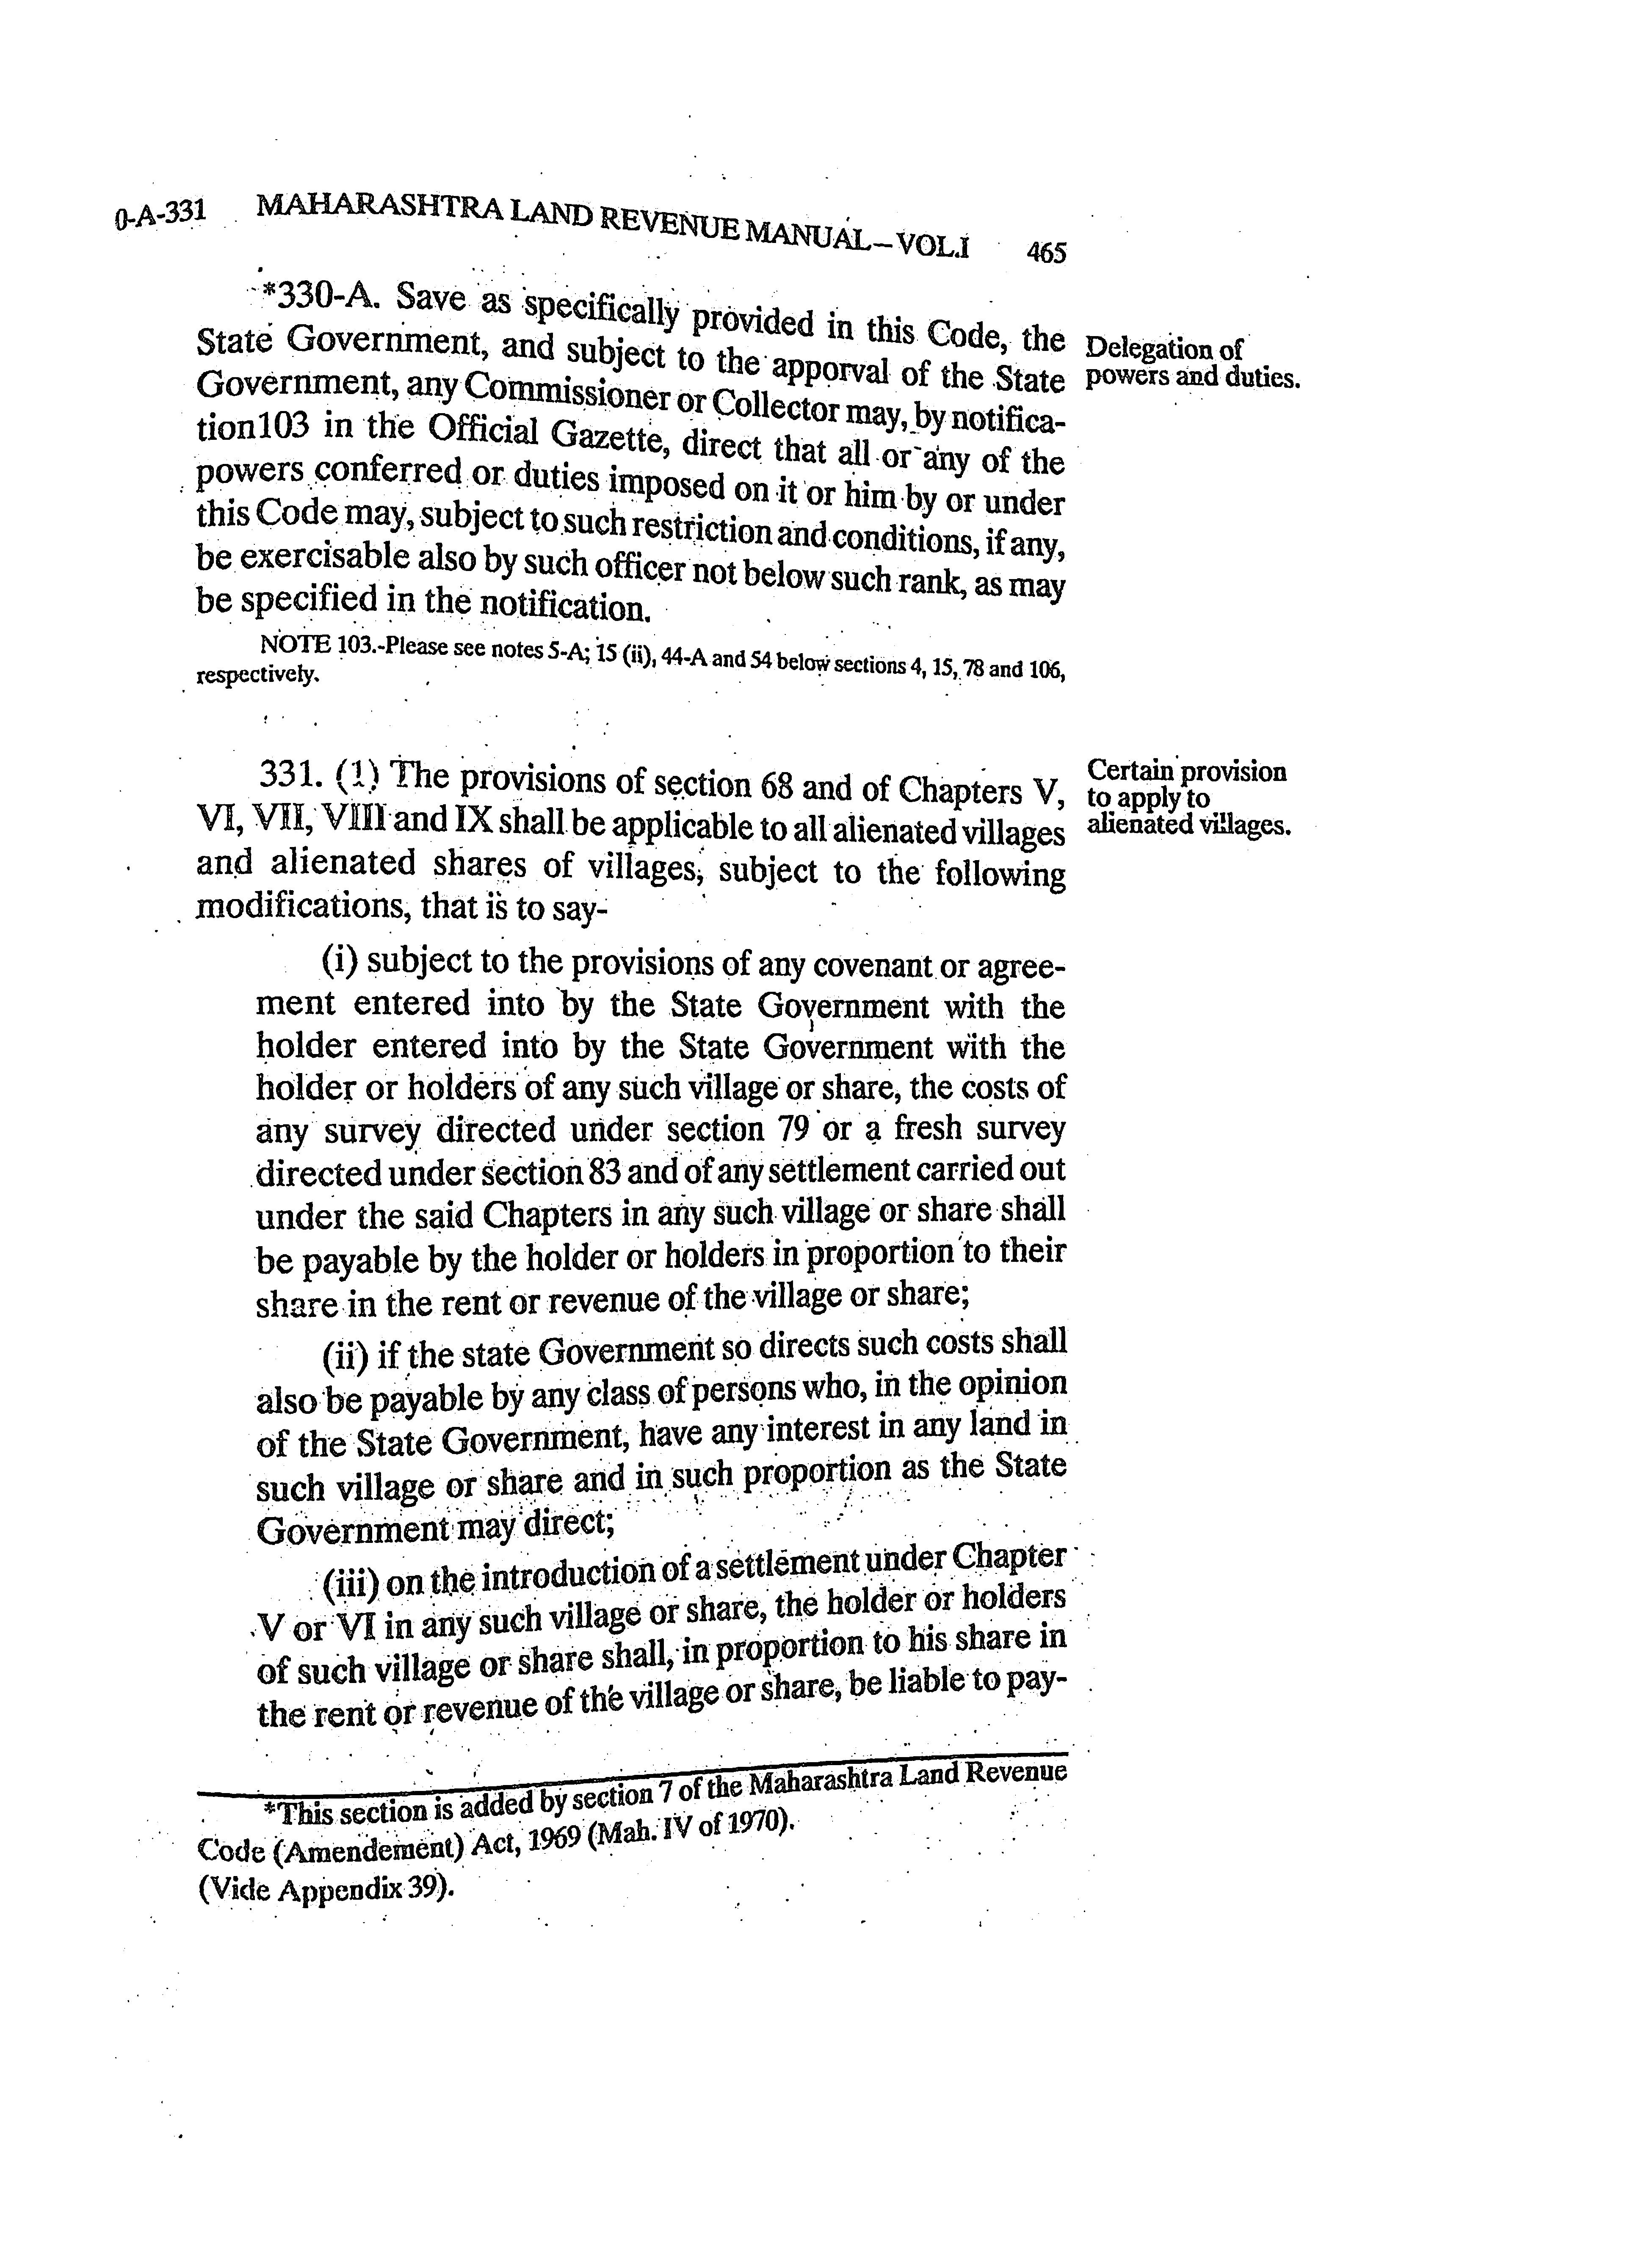 0-A-331 MAHARASHTRA LAND REVENUE MANUAL—VOL.I 465
*330-A. Save as specifically provided in this Code, the
State Government, and subject to the apporval of the State
Government, any Commissioner or Collector may, by notifica-
tion103 in the Official Gazette, direct that all or any of the
powers conferred or duties imposed on it or him by or under
this Code may, subject to such restriction and conditions, if any,
be exercisable also by such officer not below such rank, as may
be specified in the notification.
Delegation of
powers and duties.
NOTE 103.-Please see notes 5-A; 15 (ii), 44-A and 54 below sections 4, 15, 78 and 106,
respectively.
331. (1) The provisions of section 68 and of Chapters V,
VI, VII, VIII and IX shall be applicable to all alienated villages
and alienated shares of villages, subject to the following
modifications, that is to say-
Certain provision
to apply to
alienated villages.
(i) subject to the provisions of any covenant or agree-
ment entered into by the State Government with the
holder entered into by the State Government with the
holder or holders of any such village or share, the costs of
any survey directed under section 79 or a fresh survey
directed under section 83 and of any settlement carried out
under the said Chapters in any such village or share shall
be payable by the holder or holders in proportion to their
share in the rent or revenue of the village or share;
(ii) if the state Government so directs such costs shall
also be payable by any class of persons who, in the opinion
of the State Government, have any interest in any land in
such village or share and in such proportion as the State
Government may direct;
(iii) on the introduction of a settlement under Chapter
V or VI in any such village or share, the holder or holders
of such village or share shall, in proportion to his share in
the rent or revenue of the village or share, be liable to pay-
*This section is added by section 7 of the Maharashtra Land Revenue
Code (Amendement) Act, 1969 (Mah. IV of 1970).
(Vide Appendix 39).